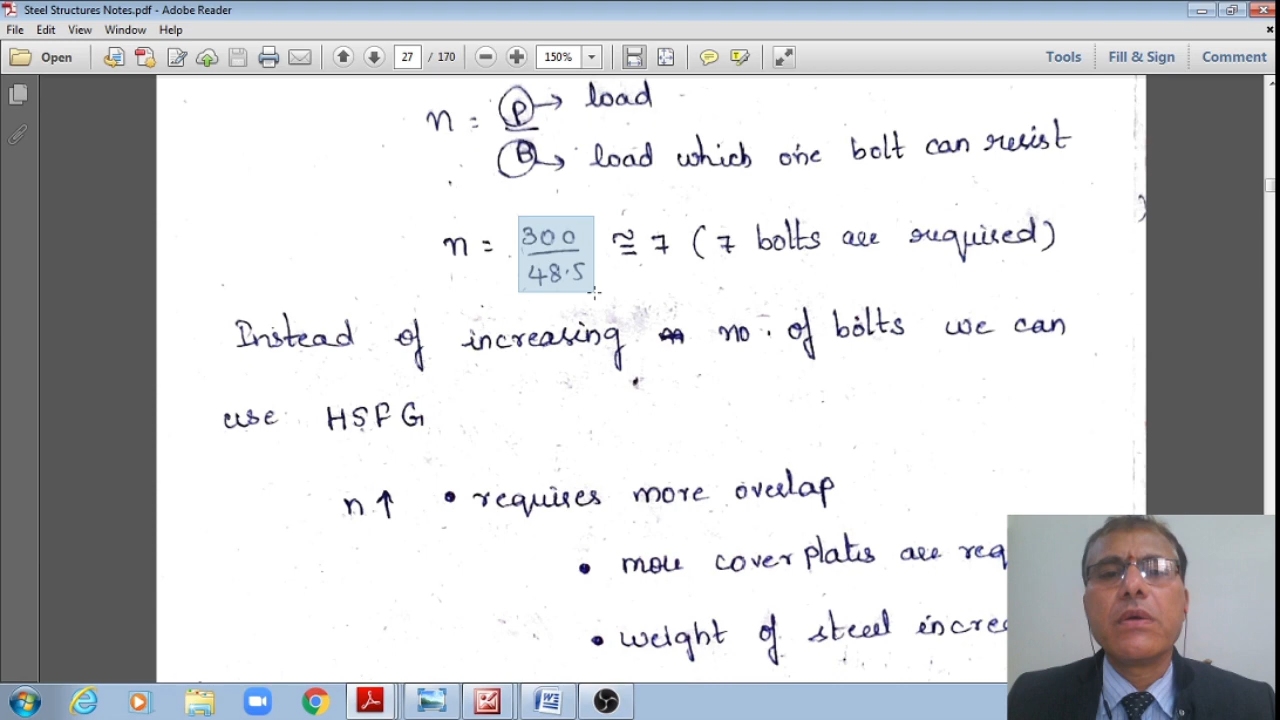 Steel Structures Notes.pdf - Adobe Reader
File Edit View Window Help
Open 27 / 170 150% Tools Fill & Sign Comment
n = P → load
B → load which one bolt can resist
n = 300 / 48.5 ≅ 7 (7 bolts are required)
Instead of increasing no. of bolts we can
use HSFG
n↑ • requires more overlap
• more cover plates are req
• weight of steel incre